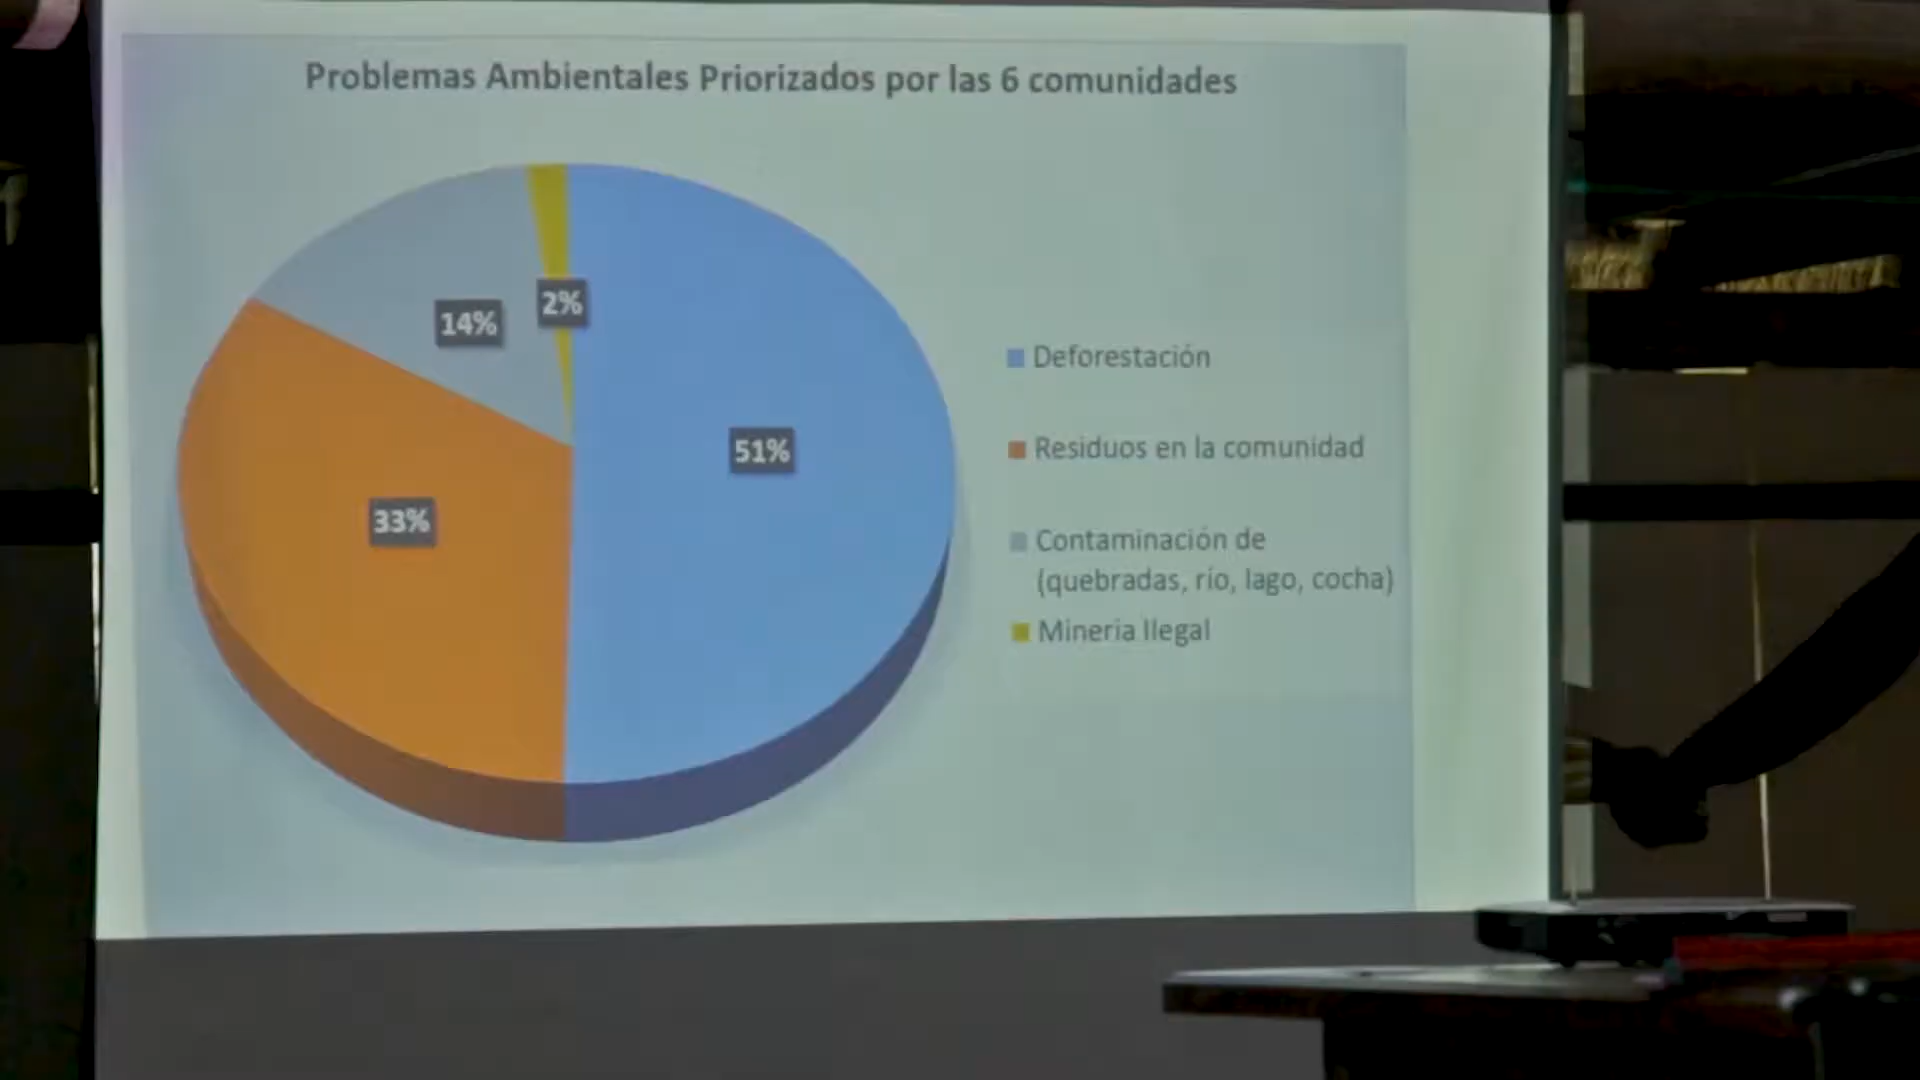 Problemas Ambientales Priorizados por las 6 comunidades
2%
14%
51%
33%
Deforestación
Residuos en la comunidad
Contaminación de
(quebradas, río, lago, cocha)
Mineria Ilegal